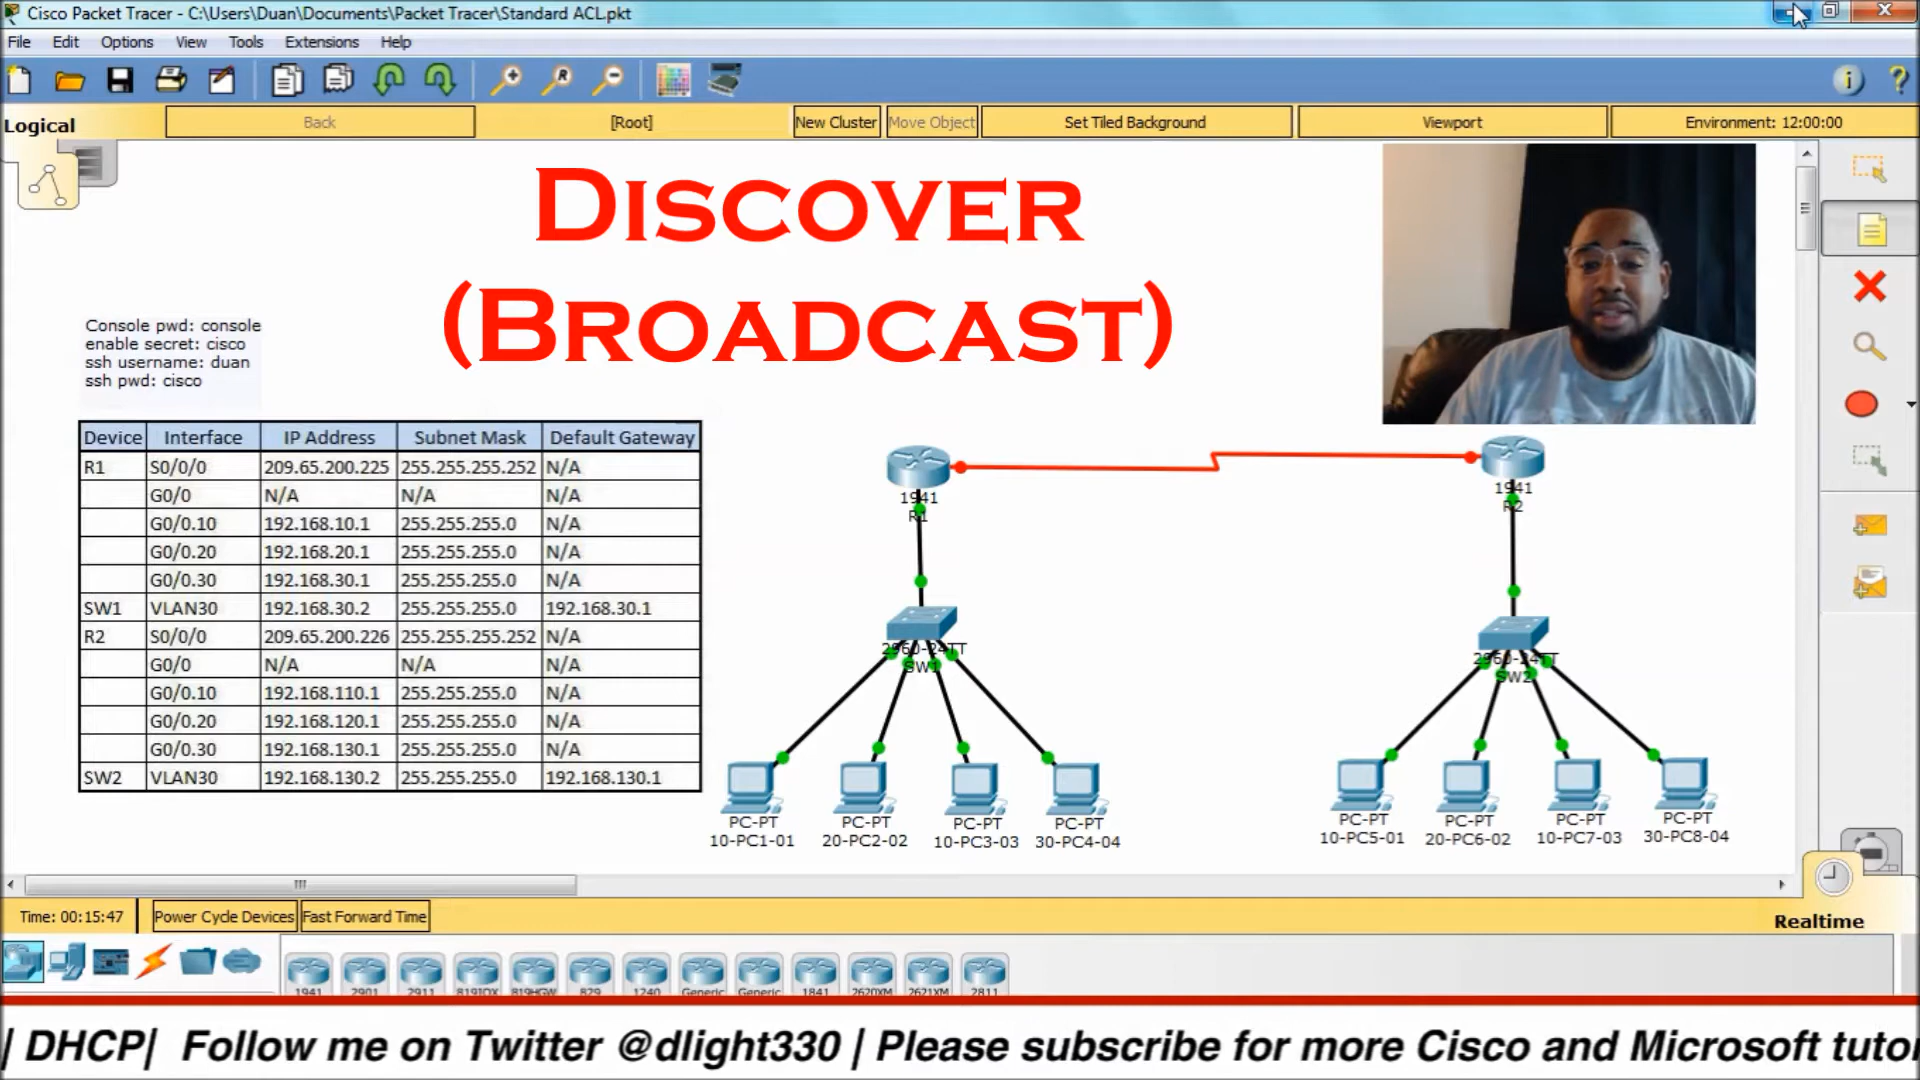 Cisco Packet Tracer - C:\Users\Duan\Documents\Packet Tracer\Standard ACL.pkt
File Edit Options View Tools Extensions Help
Logical Back [Root] New Cluster Move Object Set Tiled Background Viewport Environment: 12:00:00
DISCOVER
(BROADCAST)
Console pwd: console
enable secret: cisco
ssh username: duan
ssh pwd: cisco
Device Interface IP Address Subnet Mask Default Gateway
R1 S0/0/0 209.65.200.225 255.255.255.252 N/A
G0/0 N/A N/A N/A
G0/0.10 192.168.10.1 255.255.255.0 N/A
G0/0.20 192.168.20.1 255.255.255.0 N/A
G0/0.30 192.168.30.1 255.255.255.0 N/A
SW1 VLAN30 192.168.30.2 255.255.255.0 192.168.30.1
R2 S0/0/0 209.65.200.226 255.255.255.252 N/A
G0/0 N/A N/A N/A
G0/0.10 192.168.110.1 255.255.255.0 N/A
G0/0.20 192.168.120.1 255.255.255.0 N/A
G0/0.30 192.168.130.1 255.255.255.0 N/A
SW2 VLAN30 192.168.130.2 255.255.255.0 192.168.130.1
1941
R1
1941
R2
2960-24TT
SW1
2960-24TT
SW2
PC-PT
10-PC1-01
PC-PT
20-PC2-02
PC-PT
10-PC3-03
PC-PT
30-PC4-04
PC-PT
10-PC5-01
PC-PT
20-PC6-02
PC-PT
10-PC7-03
PC-PT
30-PC8-04
Time: 00:15:47 Power Cycle Devices Fast Forward Time Realtime
1941 2901 2911 819IOX 819HGW 829 1240 Generic Generic 1841 2620XM 2621XM 2811
| DHCP| Follow me on Twitter @dlight330 | Please subscribe for more Cisco and Microsoft tutor